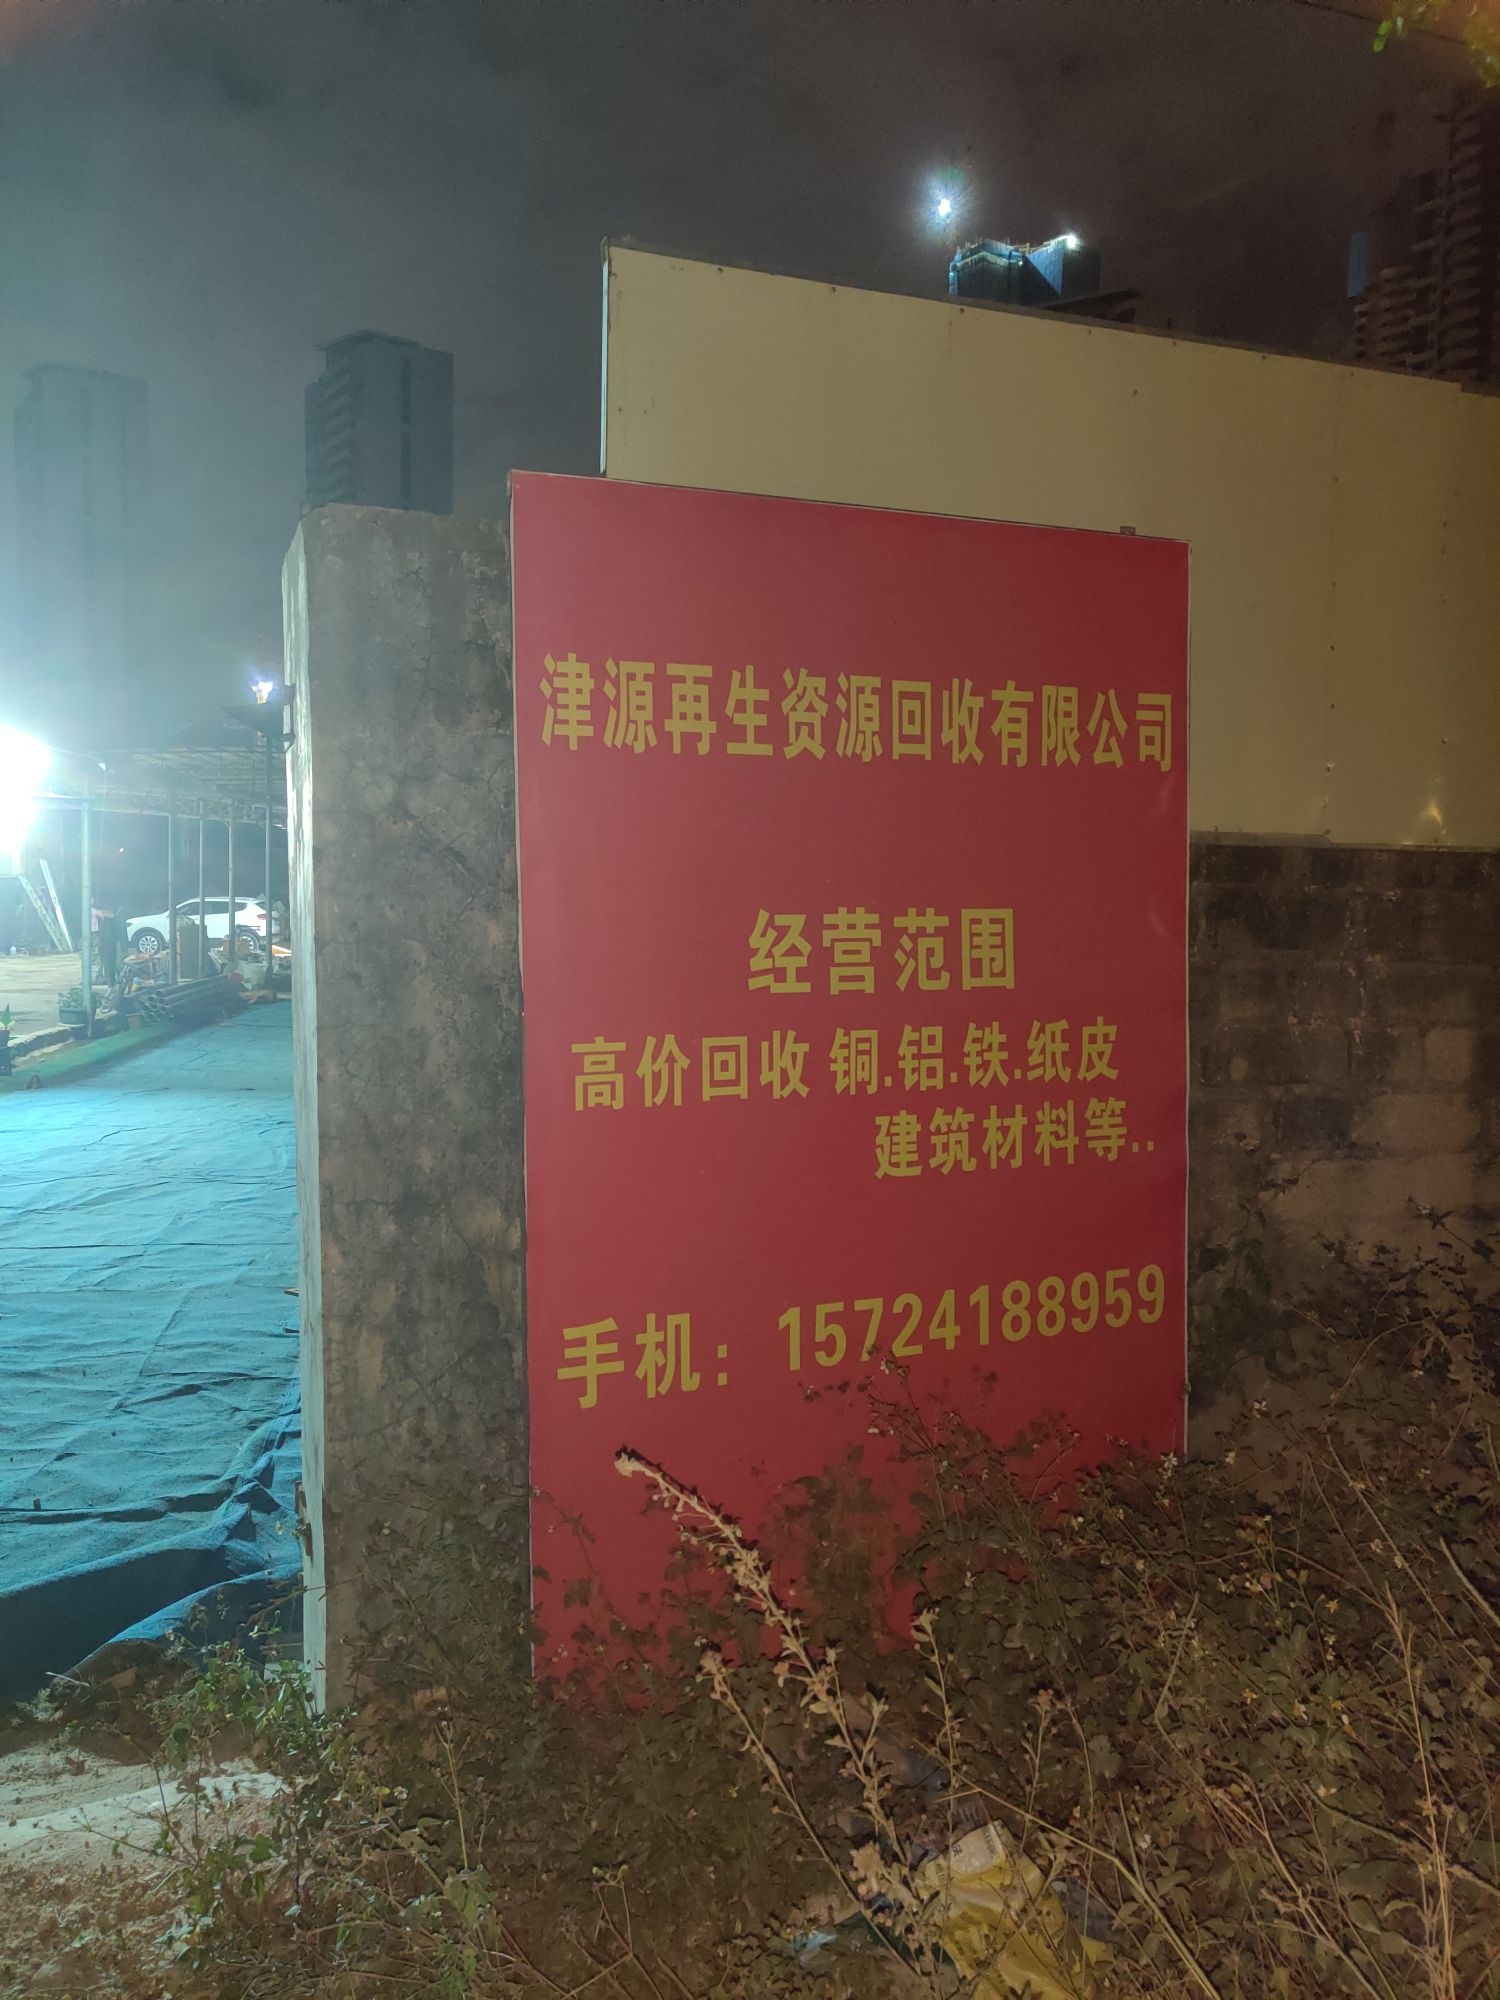 津源再生资源回收有限公司
经营范围
高价回收 铜.铝.铁.纸皮
建筑材料等..
手机：15724188959